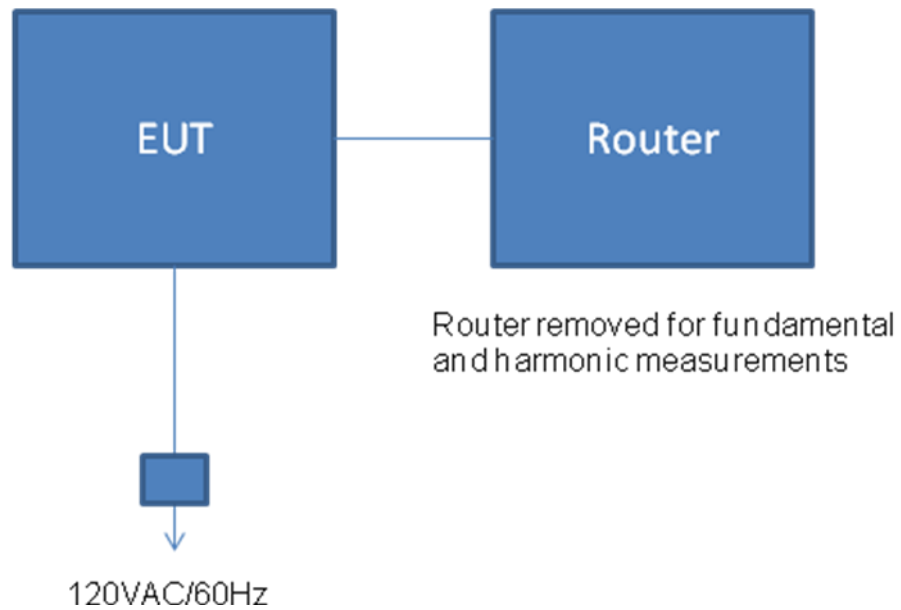 EUT
Router
Router removed for fundamental
and harmonic measurements
120VAC/60Hz